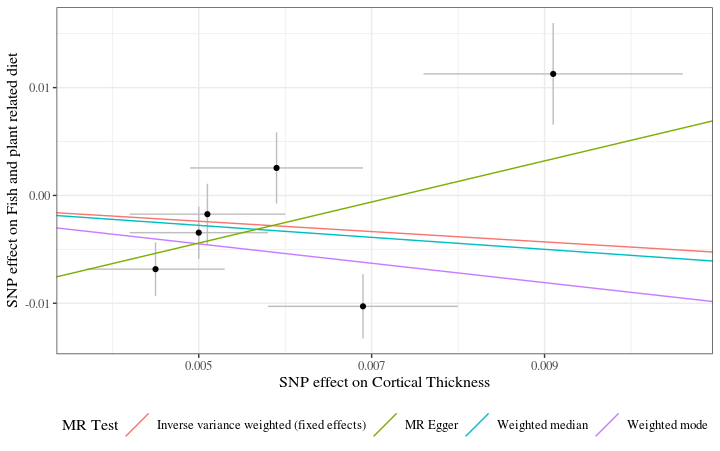 SNP effect on Fish and plant related diet
0.01
0.00
-0.01
0.005
0.007
0.009
SNP effect on Cortical Thickness
MR Test
Inverse variance weighted (fixed effects)
MR Egger
Weighted median
Weighted mode